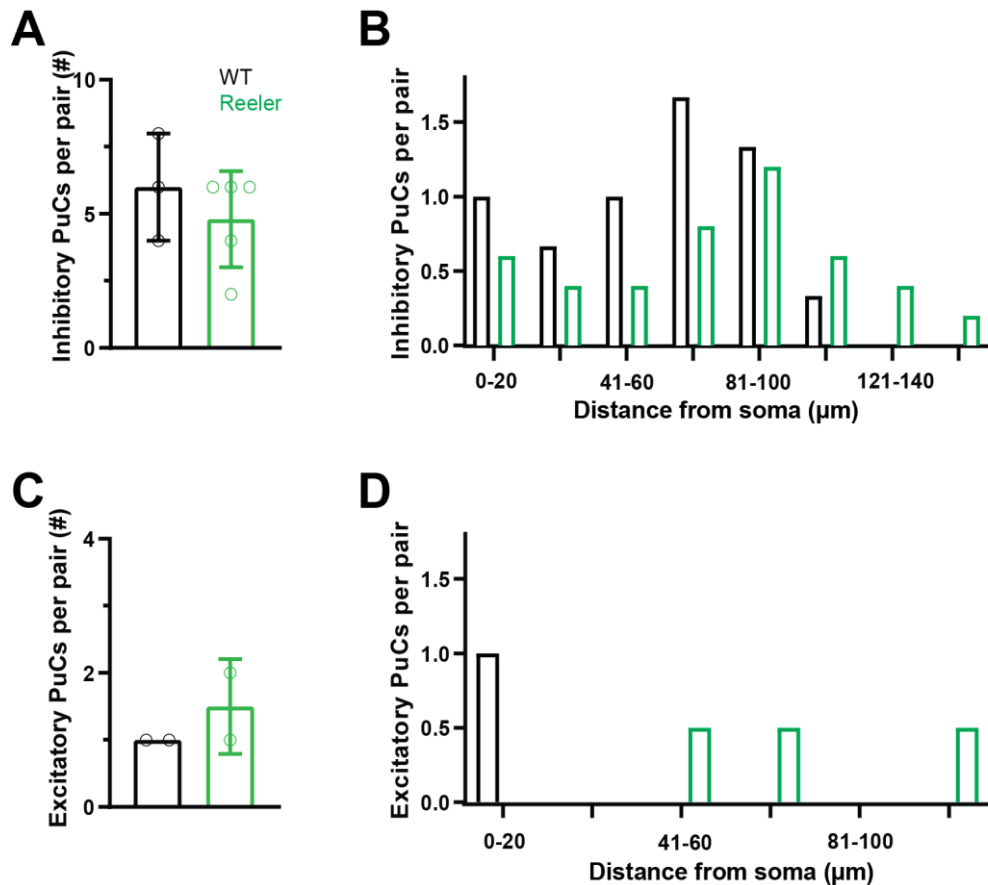 A
Inhibitory PuCs per pair (#)
10
5
0
WT
Reeler
B
Inhibitory PuCs per pair
1.5
1.0
0.5
0.0
0-20
41-60
81-100
121-140
Distance from soma (µm)
C
Excitatory PuCs per pair (#)
4
2
0
D
Excitatory PuCs per pair
1.5
1.0
0.5
0.0
0-20
41-60
81-100
Distance from soma (µm)